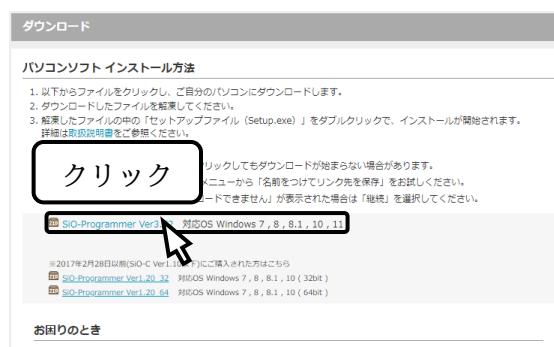 ダウンロード
パソコンソフト インストール方法
1. 以下からファイルをクリックし、ご自分のパソコンにダウンロードします。
2. ダウンロードしたファイルを解凍してください。
3. 解凍したファイルの中の「セットアップファイル（Setup.exe）」をダブルクリックで、インストールが開始されます。
詳細は取扱説明書をご参照ください。
クリック
リックしてもダウンロードが始まらない場合があります。
メニューから「名前をつけてリンク先を保存」をお試しください。
ードできません」が表示された場合は「継続」を選択してください。
SiO-Programmer Ver3. 対応OS Windows 7 , 8 , 8.1 , 10 , 11
※2017年2月28日以前(SiO-C Ver1.10 下)にご購入された方はこちら
SiO-Programmer Ver1.20_32 対応OS Windows 7 , 8 , 8.1 , 10 ( 32bit )
SiO-Programmer Ver1.20_64 対応OS Windows 7 , 8 , 8.1 , 10 ( 64bit )
お困りのとき